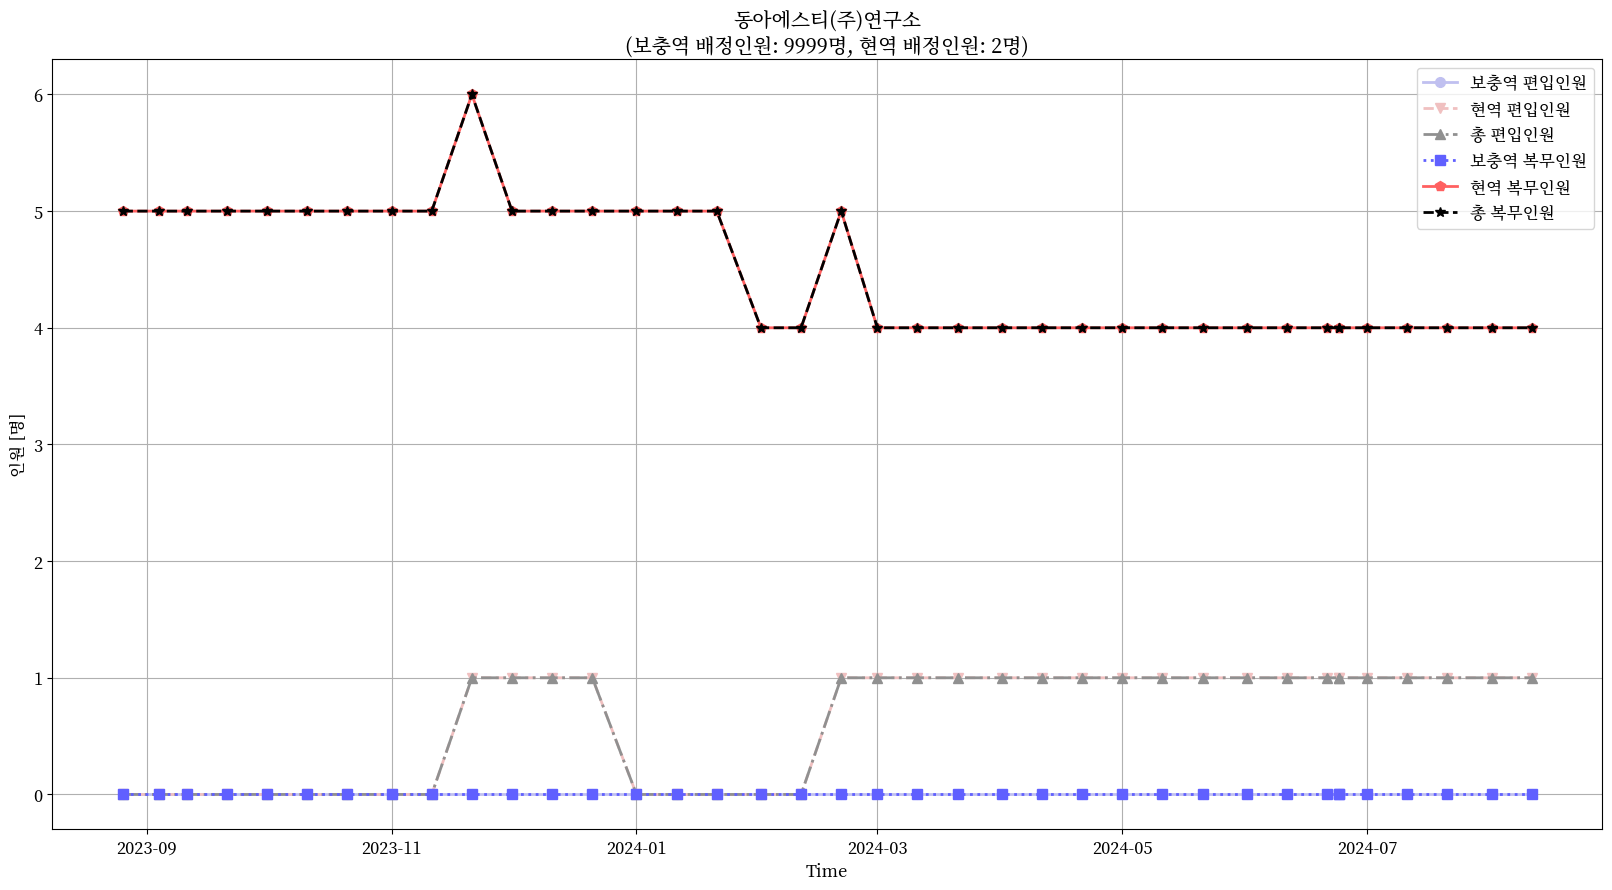 동아에스티(주)연구소
(보충역 배정인원: 9999명, 현역 배정인원: 2명)
보충역 편입인원
현역 편입인원
총 편입인원
보충역 복무인원
현역 복무인원
총 복무인원
6
5
4
3
2
1
0
인원 [명]
2023-09
2023-11
2024-01
2024-03
2024-05
2024-07
Time